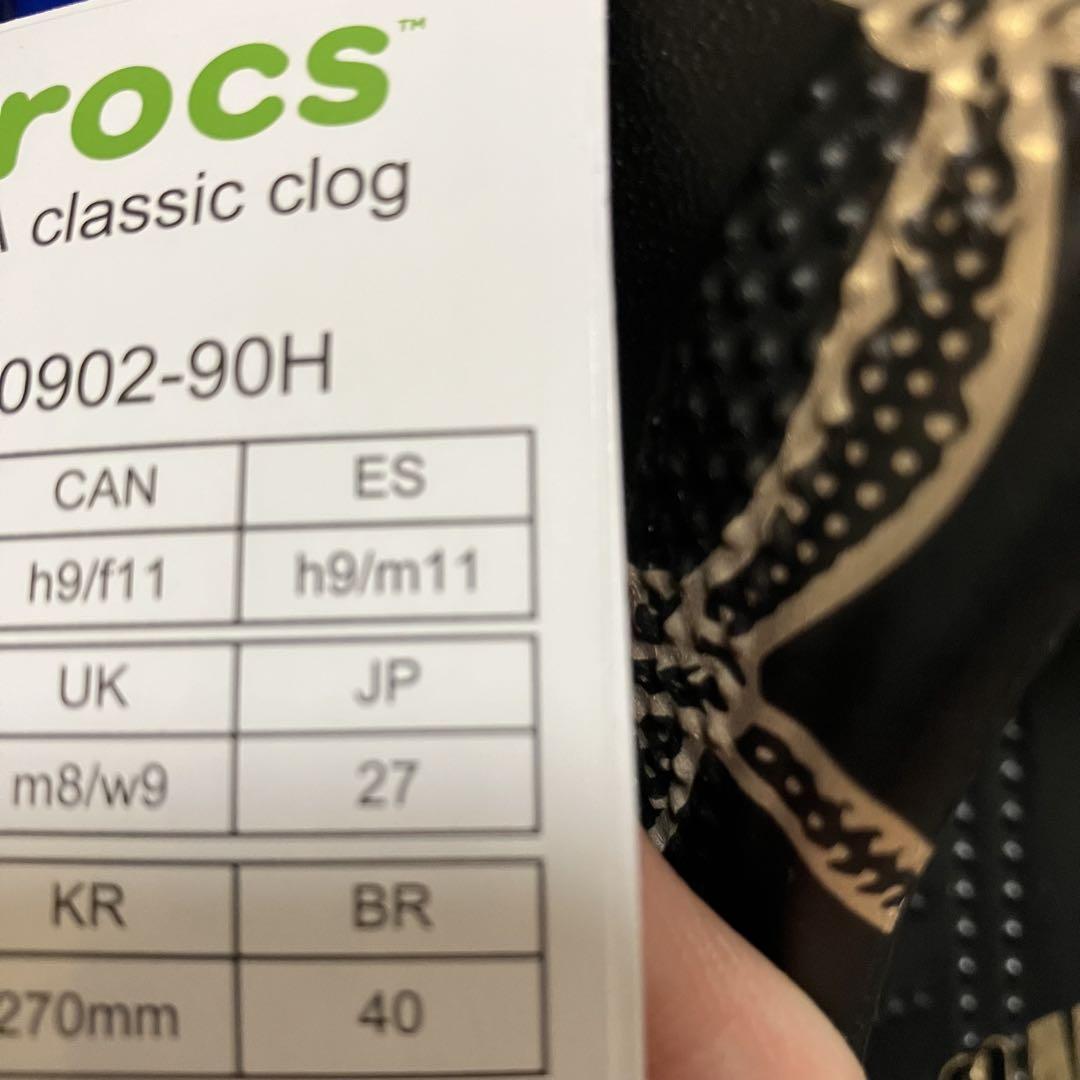 rocs™
classic clog
0902-90H
CAN ES
h9/f11 h9/m11
UK JP
m8/w9 27
KR BR
270mm 40